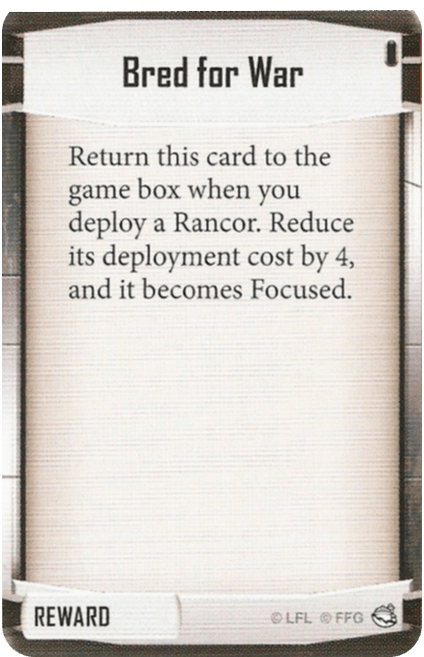 Bred for War
Return this card to the
game box when you
deploy a Rancor. Reduce
its deployment cost by 4,
and it becomes Focused.
REWARD
© LFL © FFG